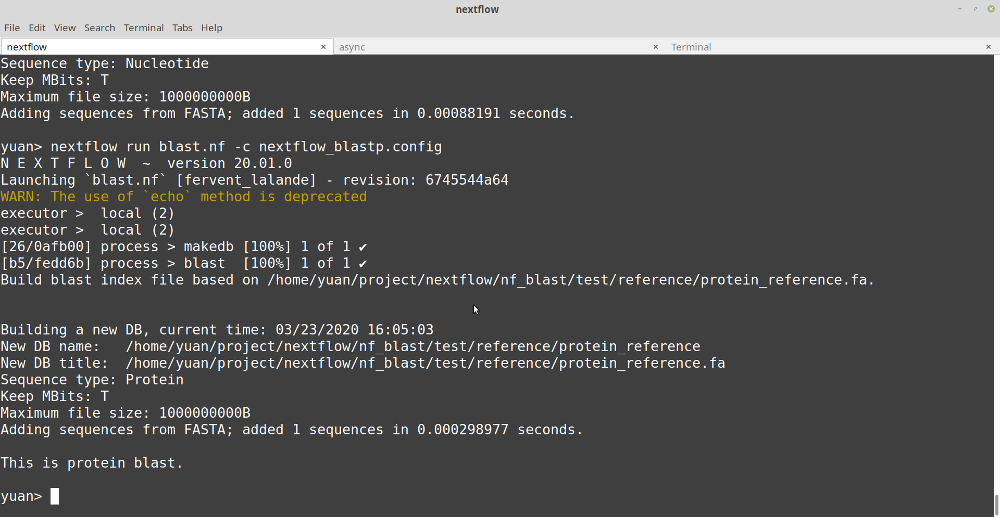 nextflow
File Edit View Search Terminal Tabs Help
nextflow × async × Terminal ×
Sequence type: Nucleotide
Keep MBits: T
Maximum file size: 1000000000B
Adding sequences from FASTA; added 1 sequences in 0.00088191 seconds.
yuan> nextflow run blast.nf -c nextflow_blastp.config
N E X T F L O W  ~  version 20.01.0
Launching `blast.nf` [fervent_lalande] - revision: 6745544a64
WARN: The use of `echo` method is deprecated
executor >  local (2)
executor >  local (2)
[26/0afb00] process > makedb [100%] 1 of 1 ✔
[b5/fedd6b] process > blast  [100%] 1 of 1 ✔
Build blast index file based on /home/yuan/project/nextflow/nf_blast/test/reference/protein_reference.fa.
Building a new DB, current time: 03/23/2020 16:05:03
New DB name:   /home/yuan/project/nextflow/nf_blast/test/reference/protein_reference
New DB title:  /home/yuan/project/nextflow/nf_blast/test/reference/protein_reference.fa
Sequence type: Protein
Keep MBits: T
Maximum file size: 1000000000B
Adding sequences from FASTA; added 1 sequences in 0.000298977 seconds.
This is protein blast.
yuan>